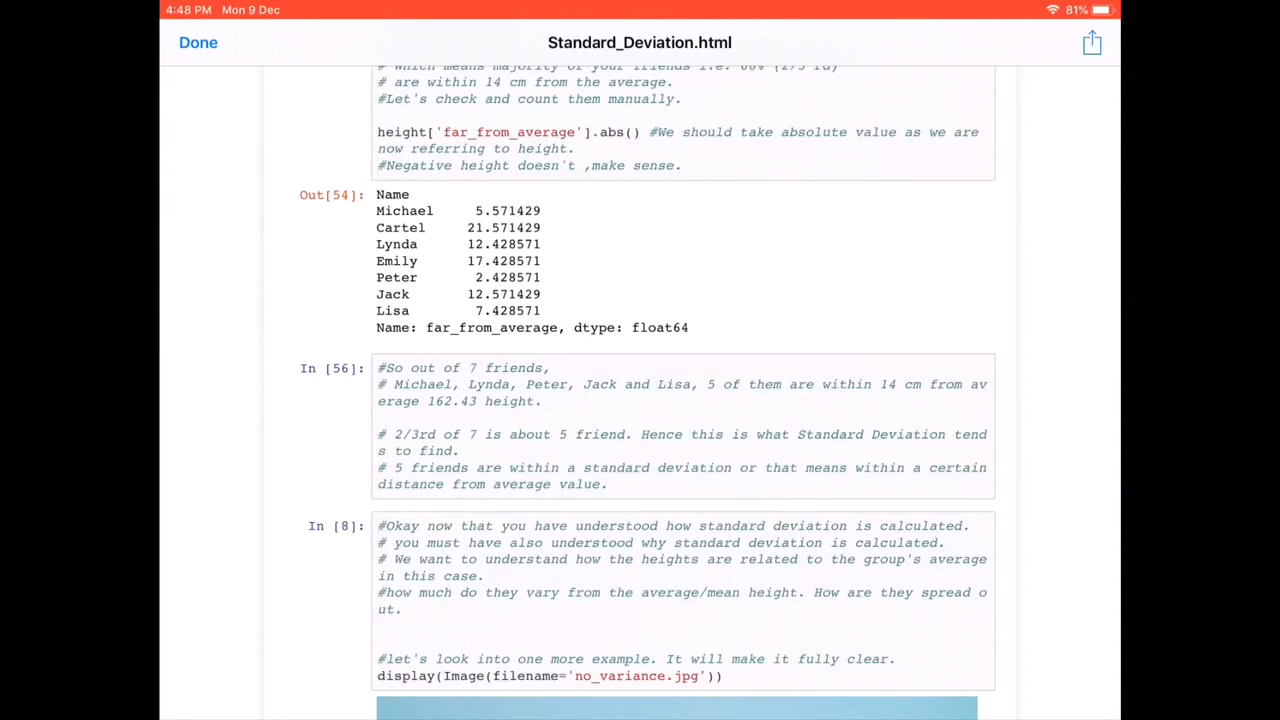 4:48 PM Mon 9 Dec 81%
Done Standard_Deviation.html
# which means majority of your friends i.e. 66% (2/3 rd)
# are within 14 cm from the average.
#Let's check and count them manually.
height['far_from_average'].abs() #We should take absolute value as we are
now referring to height.
#Negative height doesn't ,make sense.
Out[54]: Name
Michael 5.571429
Cartel 21.571429
Lynda 12.428571
Emily 17.428571
Peter 2.428571
Jack 12.571429
Lisa 7.428571
Name: far_from_average, dtype: float64
In [56]: #So out of 7 friends,
# Michael, Lynda, Peter, Jack and Lisa, 5 of them are within 14 cm from av
erage 162.43 height.
# 2/3rd of 7 is about 5 friend. Hence this is what Standard Deviation tend
s to find.
# 5 friends are within a standard deviation or that means within a certain
distance from average value.
In [8]: #Okay now that you have understood how standard deviation is calculated.
# you must have also understood why standard deviation is calculated.
# We want to understand how the heights are related to the group's average
in this case.
#how much do they vary from the average/mean height. How are they spread o
ut.
#let's look into one more example. It will make it fully clear.
display(Image(filename='no_variance.jpg'))